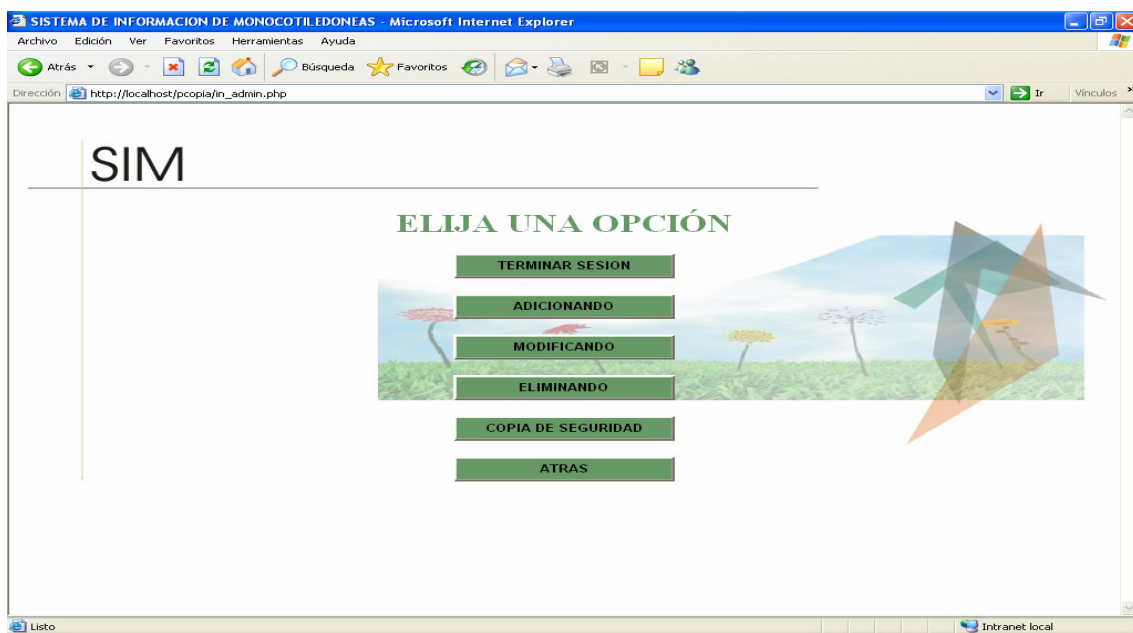 SISTEMA DE INFORMACION DE MONOCOTILEDONEAS - Microsoft Internet Explorer
Archivo Edición Ver Favoritos Herramientas Ayuda
Atrás Búsqueda Favoritos
Dirección http://localhost/pcopia/in_admin.php Ir Vínculos »
SIM
ELIJA UNA OPCIÓN
TERMINAR SESION
ADICIONANDO
MODIFICANDO
ELIMINANDO
COPIA DE SEGURIDAD
ATRAS
Listo Intranet local